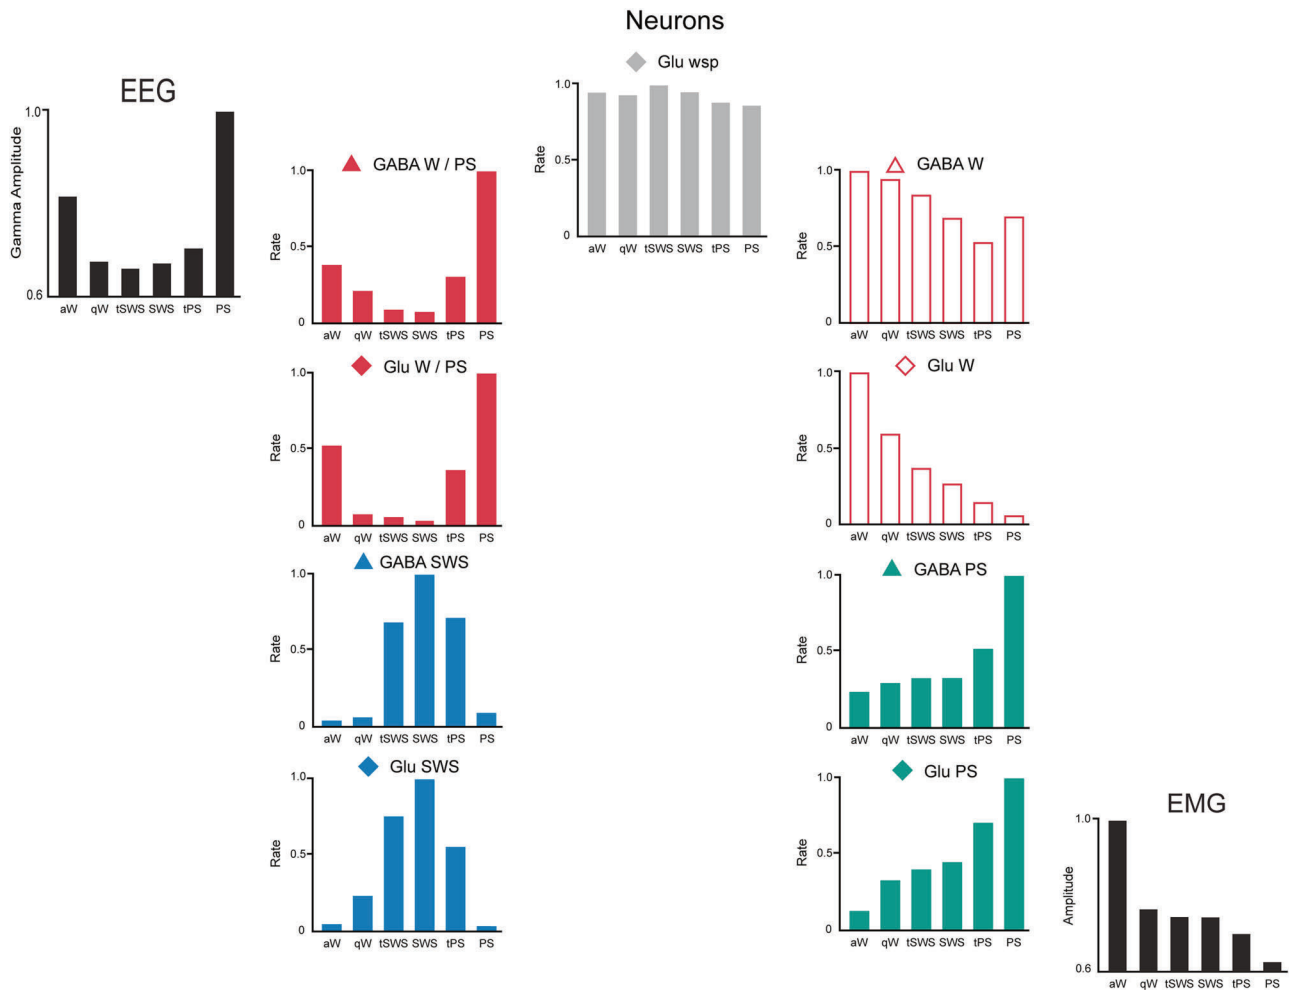 Neurons
Glu wsp
1.0
0.5
0
Rate
aW qW tSWS SWS tPS PS
EEG
1.0
0.6
Gamma Amplitude
aW qW tSWS SWS tPS PS
GABA W / PS
1.0
0.5
0
Rate
aW qW tSWS SWS tPS PS
GABA W
1.0
0.5
0
Rate
aW qW tSWS SWS tPS PS
Glu W / PS
1.0
0.5
0
Rate
aW qW tSWS SWS tPS PS
Glu W
1.0
0.5
0
Rate
aW qW tSWS SWS tPS PS
GABA SWS
1.0
0.5
0
Rate
aW qW tSWS SWS tPS PS
GABA PS
1.0
0.5
0
Rate
aW qW tSWS SWS tPS PS
Glu SWS
1.0
0.5
0
Rate
aW qW tSWS SWS tPS PS
Glu PS
1.0
0.5
0
Rate
aW qW tSWS SWS tPS PS
EMG
1.0
0.6
Amplitude
aW qW tSWS SWS tPS PS